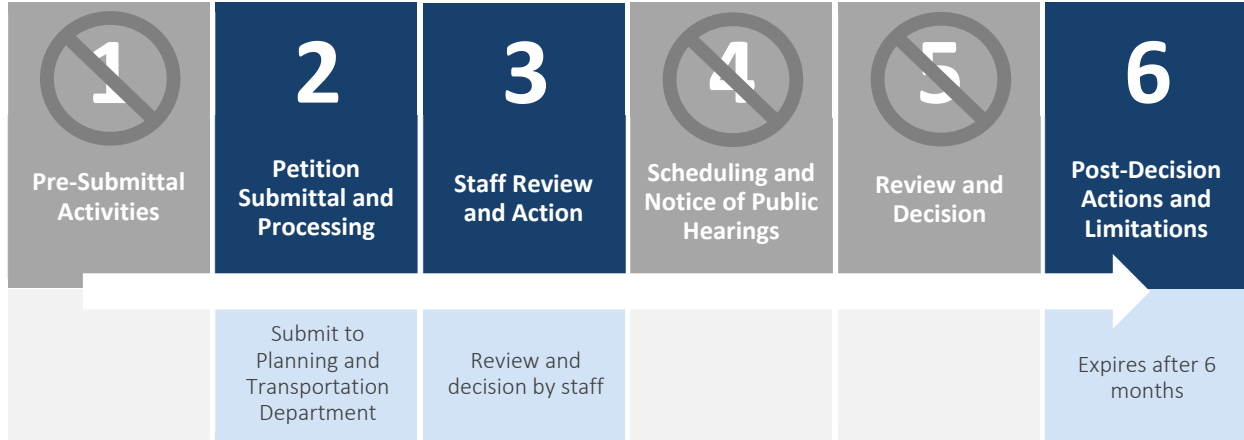 1
Pre-Submittal
Activities
2
Petition
Submittal and
Processing
Submit to
Planning and
Transportation
Department
3
Staff Review
and Action
Review and
decision by staff
4
Scheduling and
Notice of Public
Hearings
5
Review and
Decision
6
Post-Decision
Actions and
Limitations
Expires after 6
months